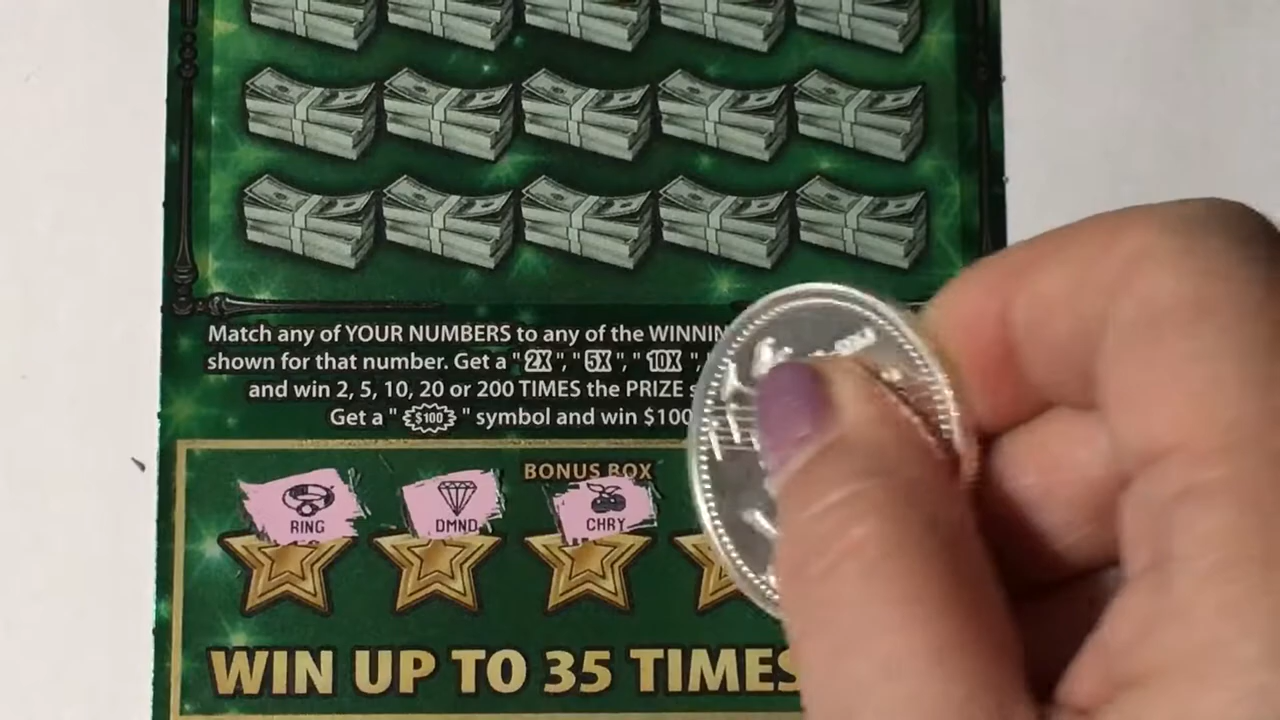 Match any of YOUR NUMBERS to any of the
shown for that number. Get a "2X", "5X", "10X",
and win 2, 5, 10, 20 or 200 TIMES the PRIZE
Get a "$100" symbol and win $100
BONUS BOX
RING DMND CHRY
WIN UP TO 35 TIMES